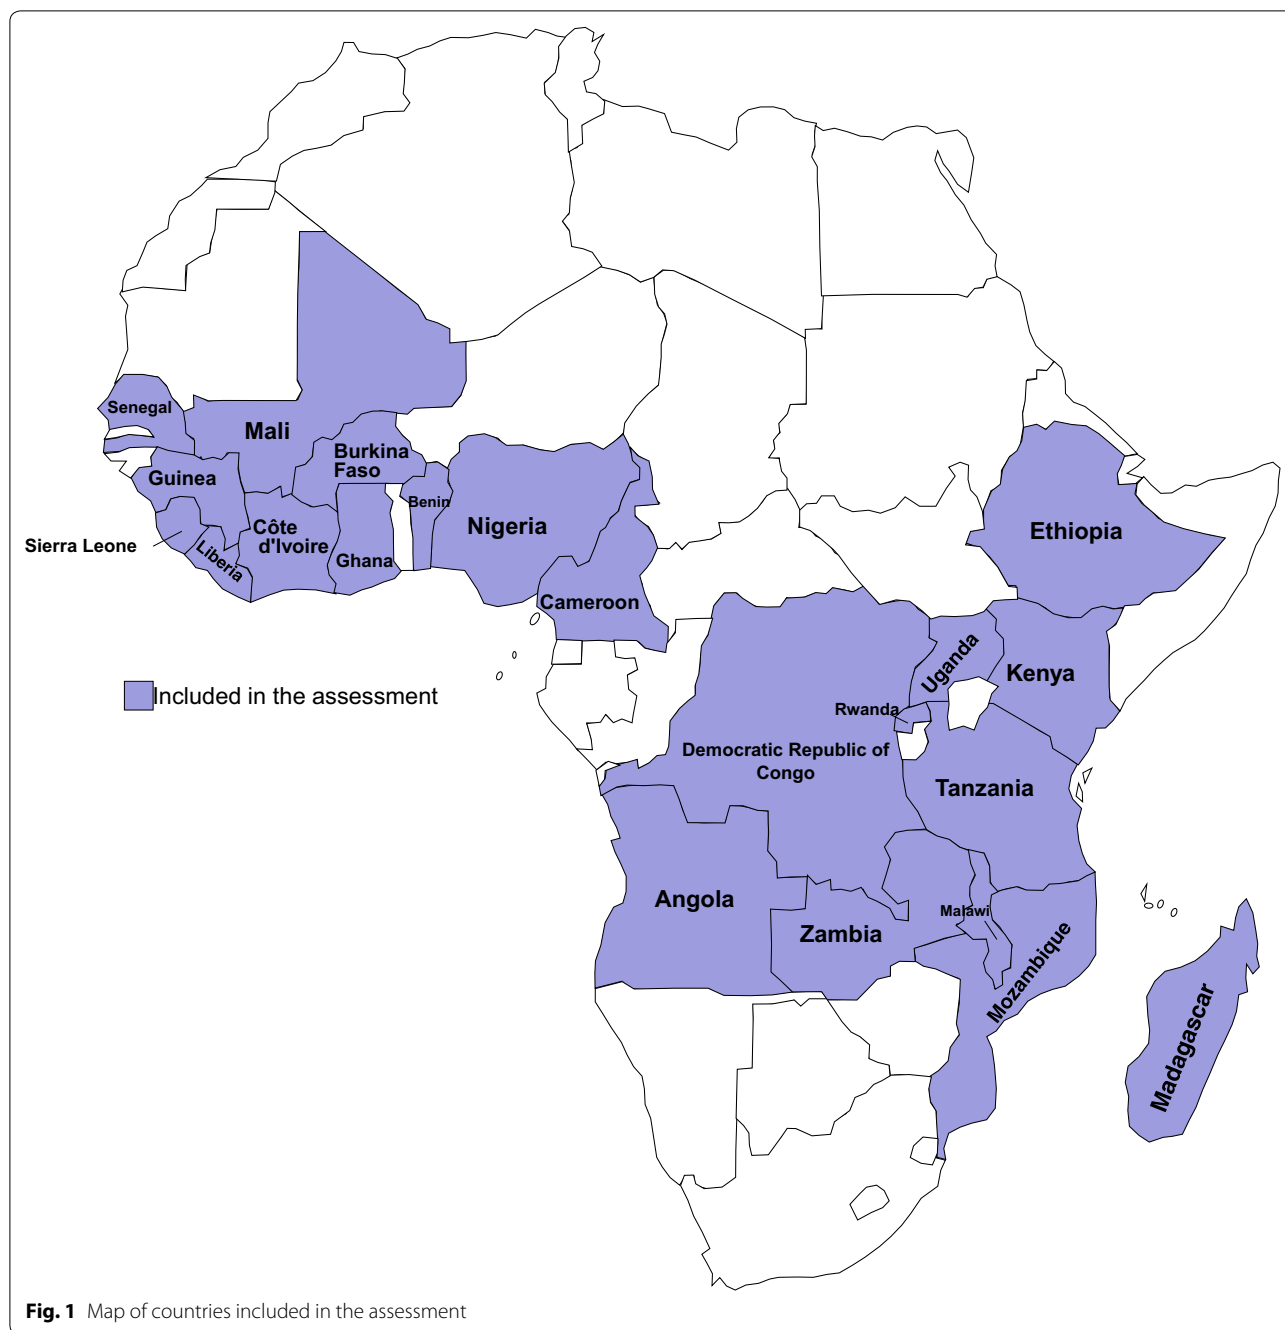 Senegal
Mali
Burkina
Faso
Guinea
Benin
Nigeria
Côte
d'Ivoire
Sierra Leone
Liberia
Ghana
Ethiopia
Cameroon
Uganda
Kenya
Included in the assessment
Rwanda
Democratic Republic of
Congo
Tanzania
Angola
Malawi
Zambia
Mozambique
Madagascar
Fig. 1 Map of countries included in the assessment